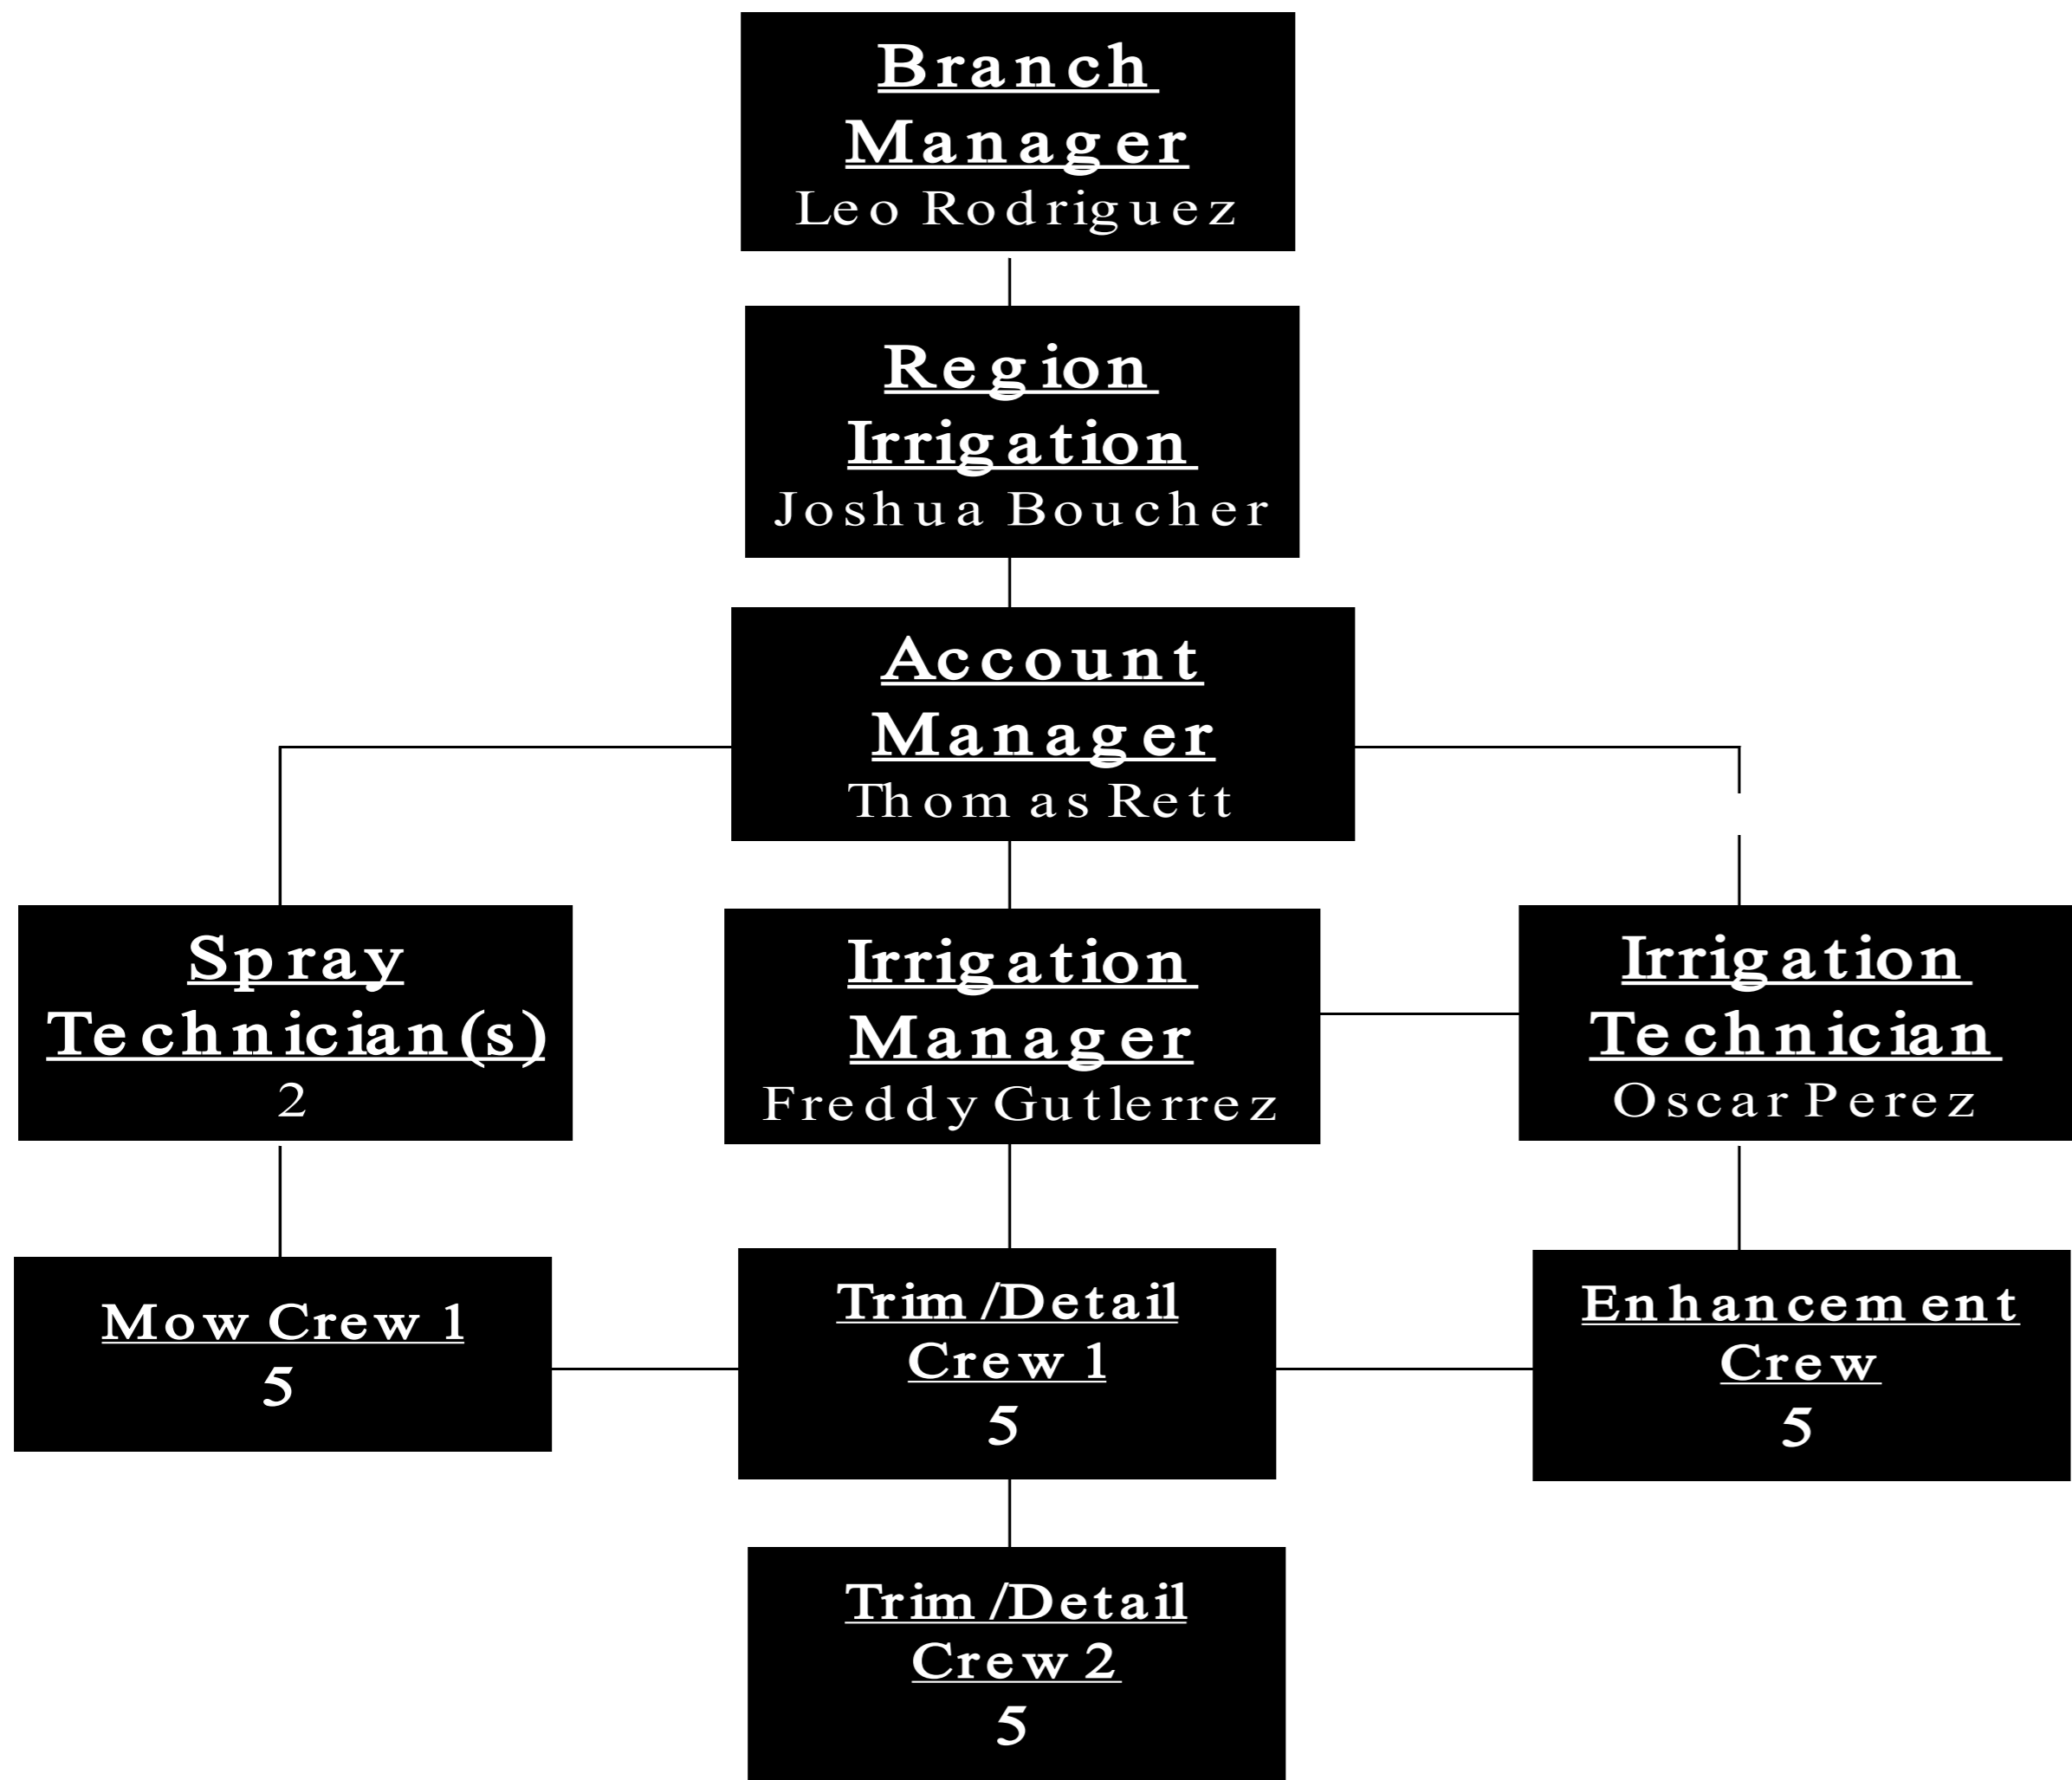 Branch
Manager
Leo Rodriguez
Region
Irrigation
Joshua Boucher
Account
Manager
Thomas Rett
Spray
Technician(s)
2
Irrigation
Manager
Freddy Gutlerrez
Irrigation
Technician
Oscar Perez
Mow Crew 1
5
Trim/Detail
Crew 1
5
Enhancement
Crew
5
Trim/Detail
Crew 2
5